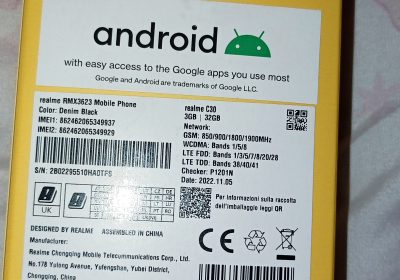 android
with easy access to the Google apps you use most
Google and Android are trademarks of Google LLC.
realme RMX3623 Mobile Phone
Color: Denim Black
IMEI1: 862462065349937
IMEI2: 862462065349929
S/N: 2B02295510HA0TFS
realme C30
3GB | 32GB
Network:
GSM: 850/900/1800/1900MHz
WCDMA: Bands 1/5/8
LTE FDD: Bands 1/3/5/7/8/20/28
LTE TDD: Bands 38/40/41
Checker: P1201N
Date: 2022.11.05
UK
Per informazioni sulla raccolta
dell'imballaggio leggi QR
DESIGNED BY REALME ASSEMBLED IN CHINA
Manufacturer:
Realme Chongqing Mobile Telecommunications Corp., Ltd.
No.178 Yulong Avenue, Yufengshan, Yubei District,
Chongqing, China
CE